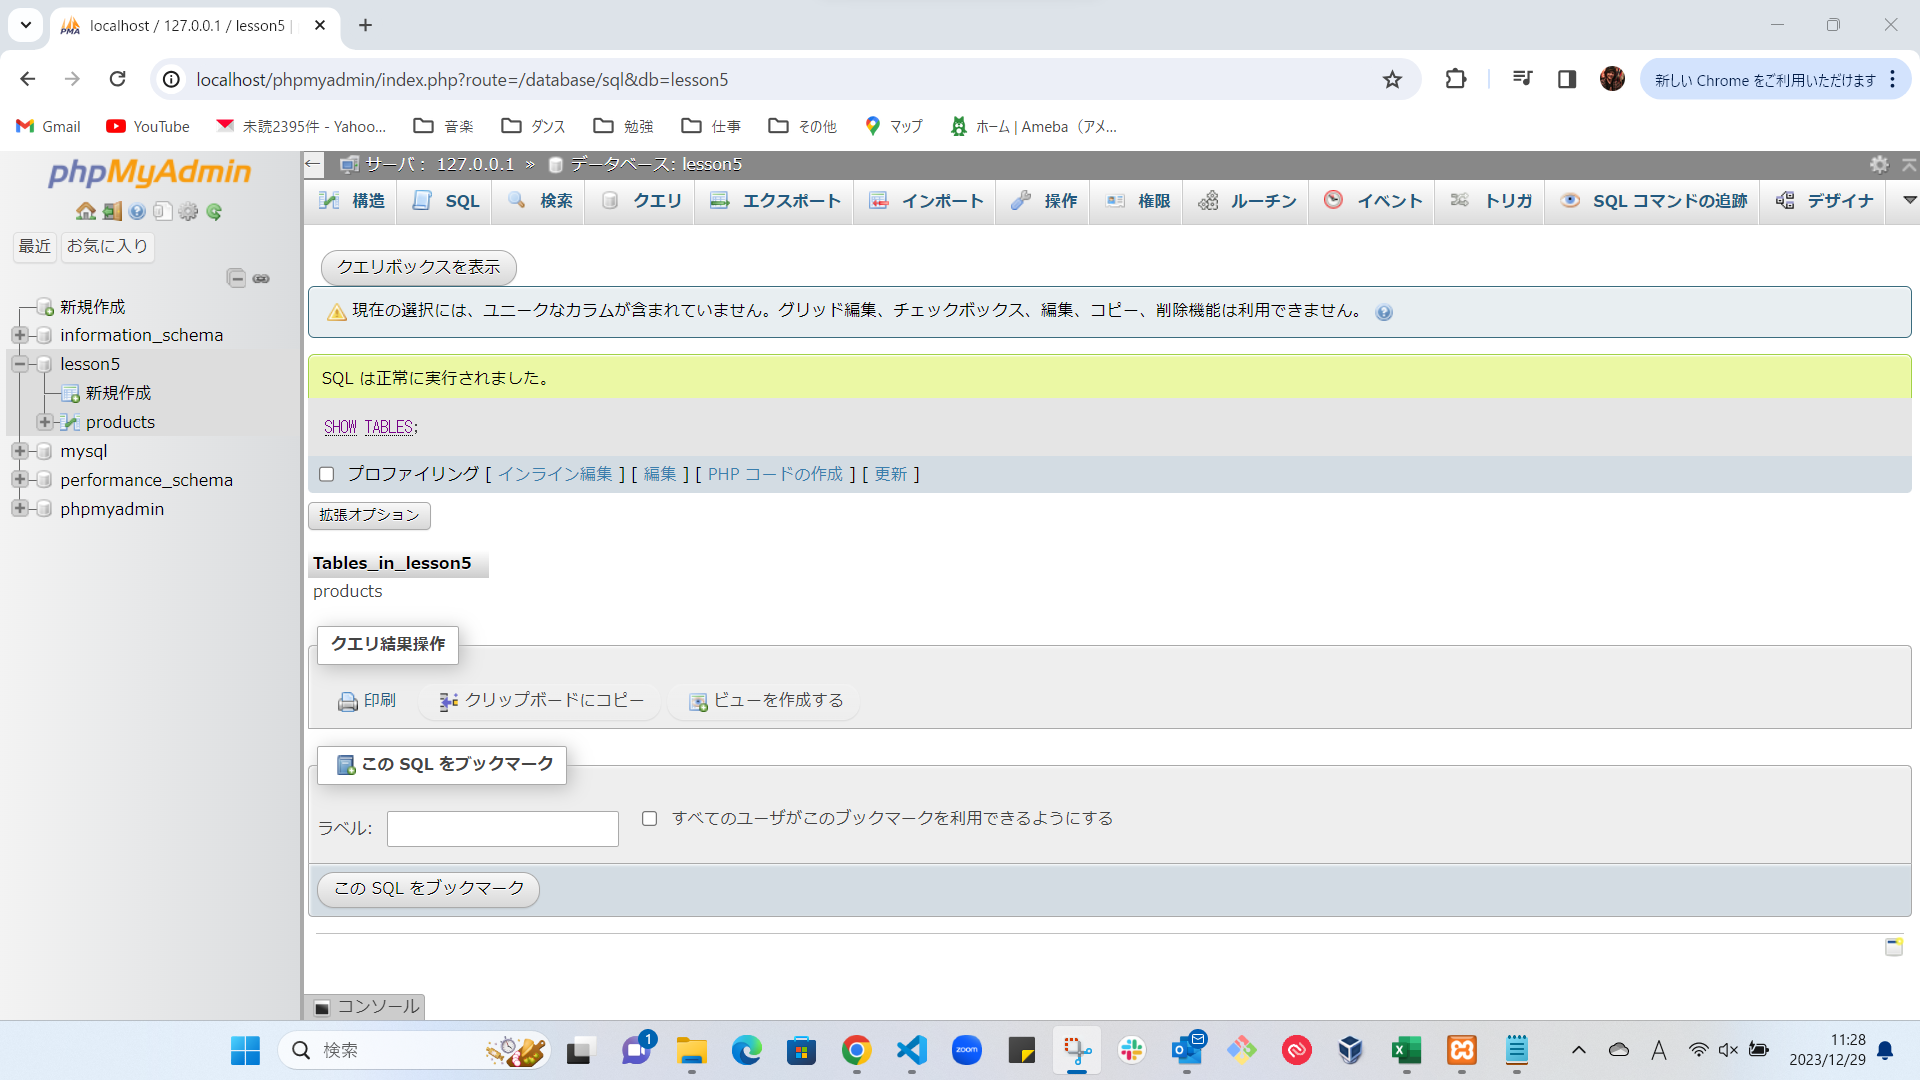 localhost / 127.0.0.1 / lesson5 |
localhost/phpmyadmin/index.php?route=/database/sql&db=lesson5
新しい Chrome をご利用いただけます
Gmail
YouTube
未読2395件 - Yahoo...
音楽
ダンス
勉強
仕事
その他
マップ
ホーム | Ameba（アメ...
phpMyAdmin
最近
お気に入り
新規作成
information_schema
lesson5
新規作成
products
mysql
performance_schema
phpmyadmin
サーバ： 127.0.0.1 » データベース: lesson5
構造
SQL
検索
クエリ
エクスポート
インポート
操作
権限
ルーチン
イベント
トリガ
SQL コマンドの追跡
デザイナ
クエリボックスを表示
現在の選択には、ユニークなカラムが含まれていません。グリッド編集、チェックボックス、編集、コピー、削除機能は利用できません。
SQL は正常に実行されました。
SHOW TABLES;
プロファイリング [ インライン編集 ] [ 編集 ] [ PHP コードの作成 ] [ 更新 ]
拡張オプション
Tables_in_lesson5
products
クエリ結果操作
印刷
クリップボードにコピー
ビューを作成する
この SQL をブックマーク
ラベル:
すべてのユーザがこのブックマークを利用できるようにする
この SQL をブックマーク
コンソール
検索
1
zoom
A
11:28
2023/12/29